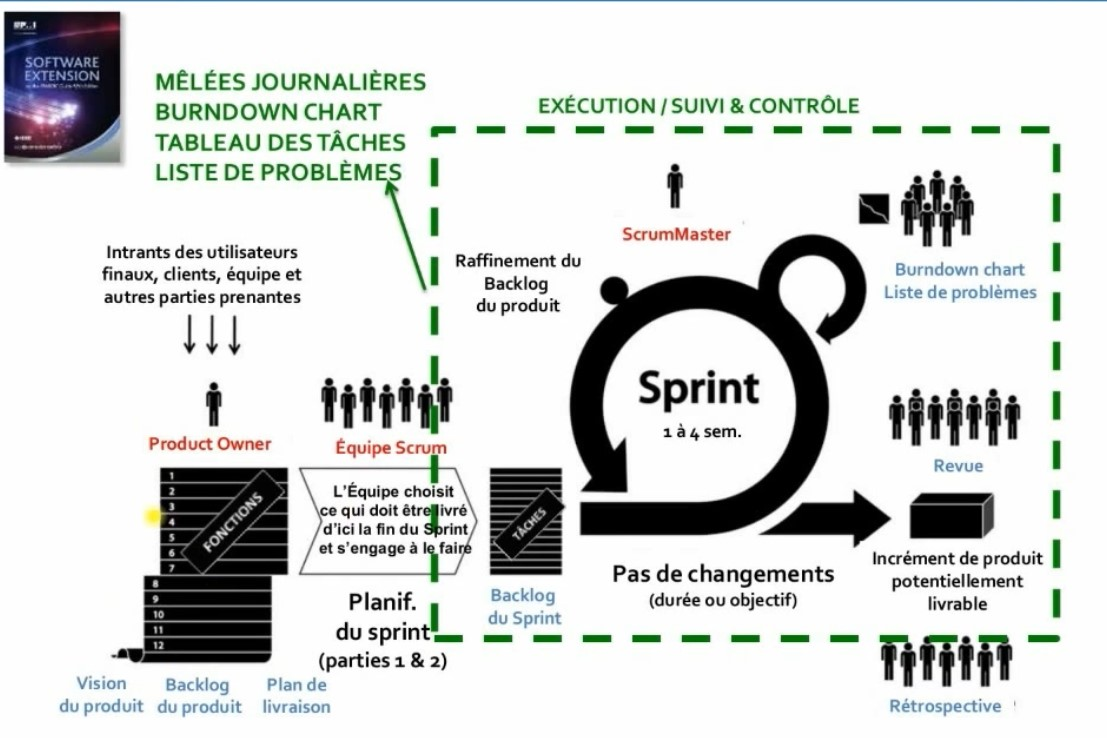 SOFTWARE
EXTENSION
MÊLÉES JOURNALIÈRES
BURNDOWN CHART
TABLEAU DES TÂCHES
LISTE DE PROBLÈMES
EXÉCUTION / SUIVI & CONTRÔLE
Intrants des utilisateurs
finaux, clients, équipe et
autres parties prenantes
Product Owner
Équipe Scrum
1
2
3
4
5
6
7
8
9
10
11
12
FONCTIONS
L'Équipe choisit
ce qui doit être livré
d'ici la fin du Sprint
et s'engage à le faire
Planif.
du sprint
(parties 1 & 2)
Vision
du produit
Backlog
du produit
Plan de
livraison
Raffinement du
Backlog
du produit
ScrumMaster
Sprint
1 à 4 sem.
TÂCHES
Backlog
du Sprint
Pas de changements
(durée ou objectif)
Burndown chart
Liste de problèmes
Revue
Incrément de produit
potentiellement
livrable
Rétrospective